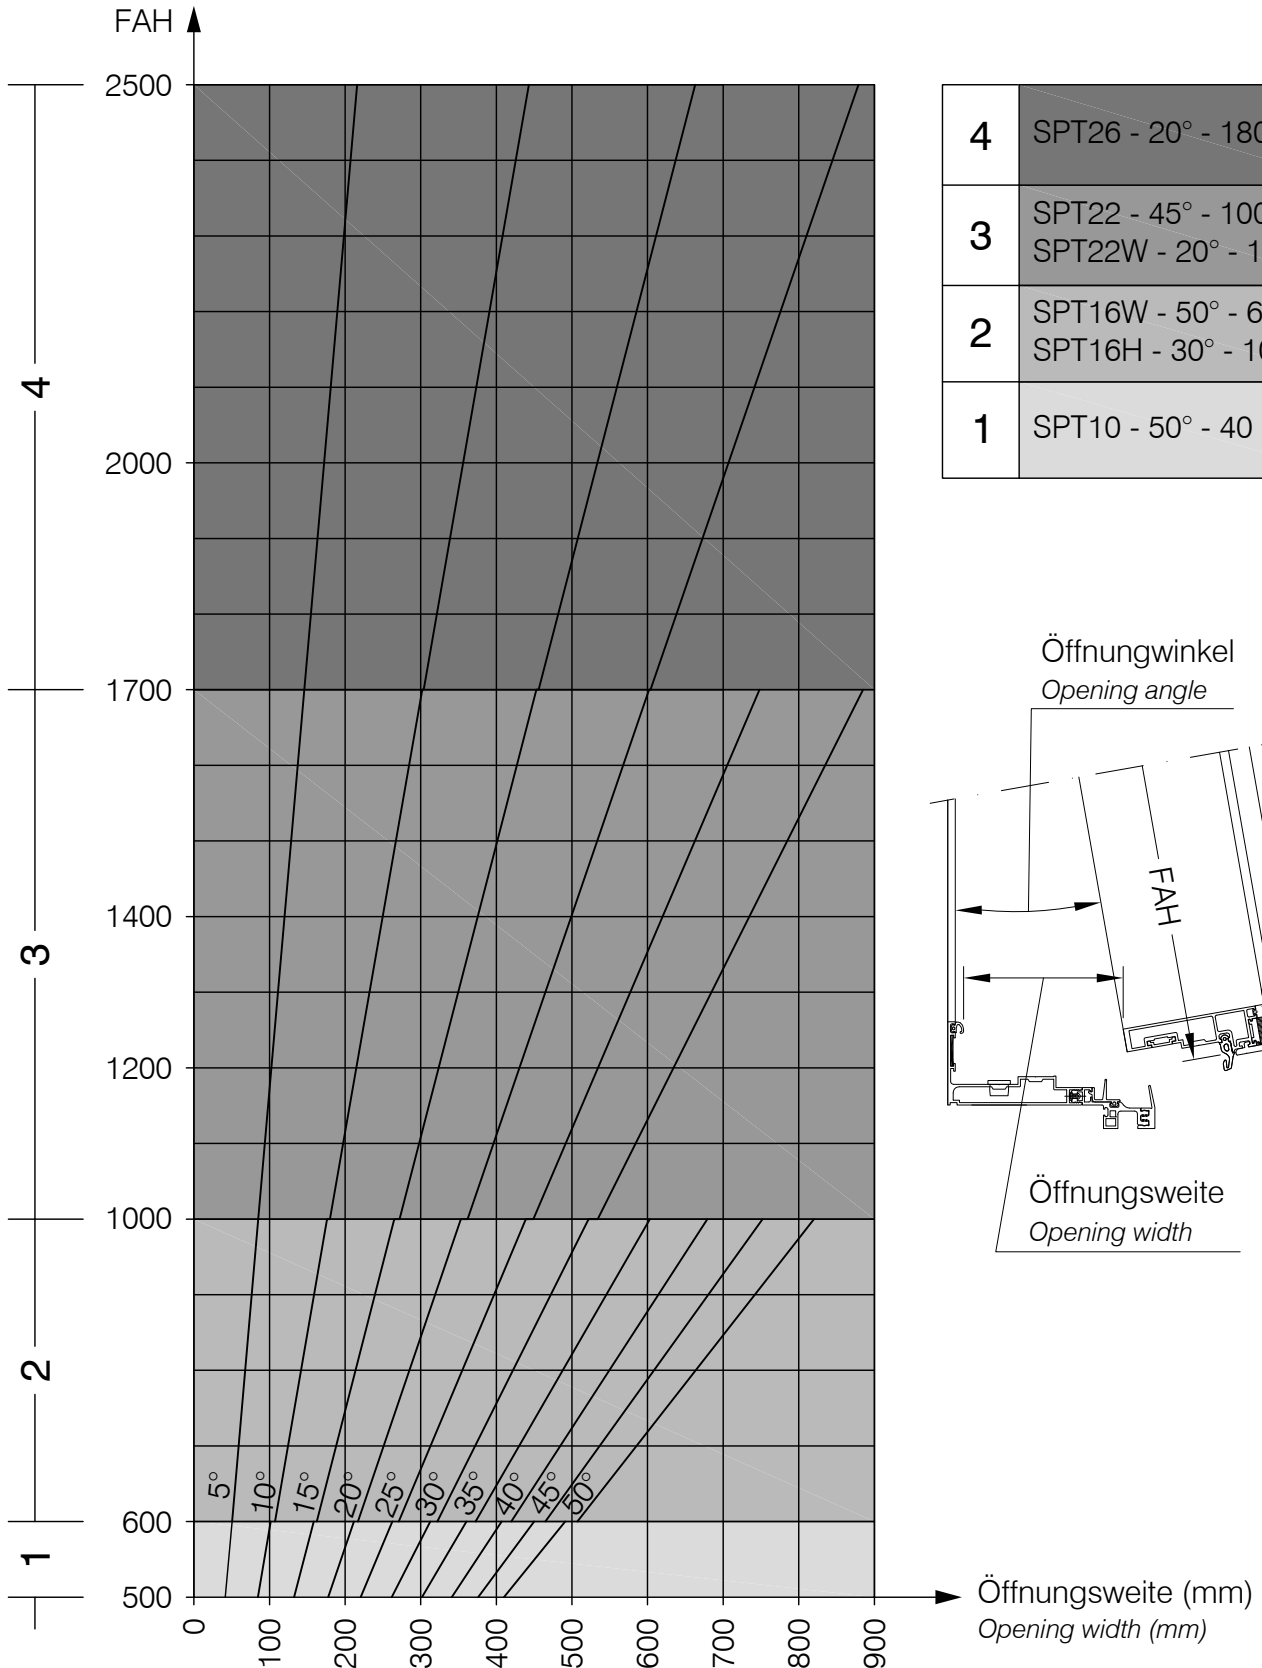 FAH
2500
2000
1700
1400
1200
1000
600
500
4
3
2
1
5°
10°
15°
20°
25°
30°
35°
40°
45°
50°
0
100
200
300
400
500
600
700
800
900
Öffnungsweite (mm)
Opening width (mm)
4
SPT26 - 20° - 180
3
SPT22 - 45° - 100
SPT22W - 20° - 1
2
SPT16W - 50° - 6
SPT16H - 30° - 10
1
SPT10 - 50° - 40
Öffnungwinkel
Opening angle
FAH
Öffnungsweite
Opening width